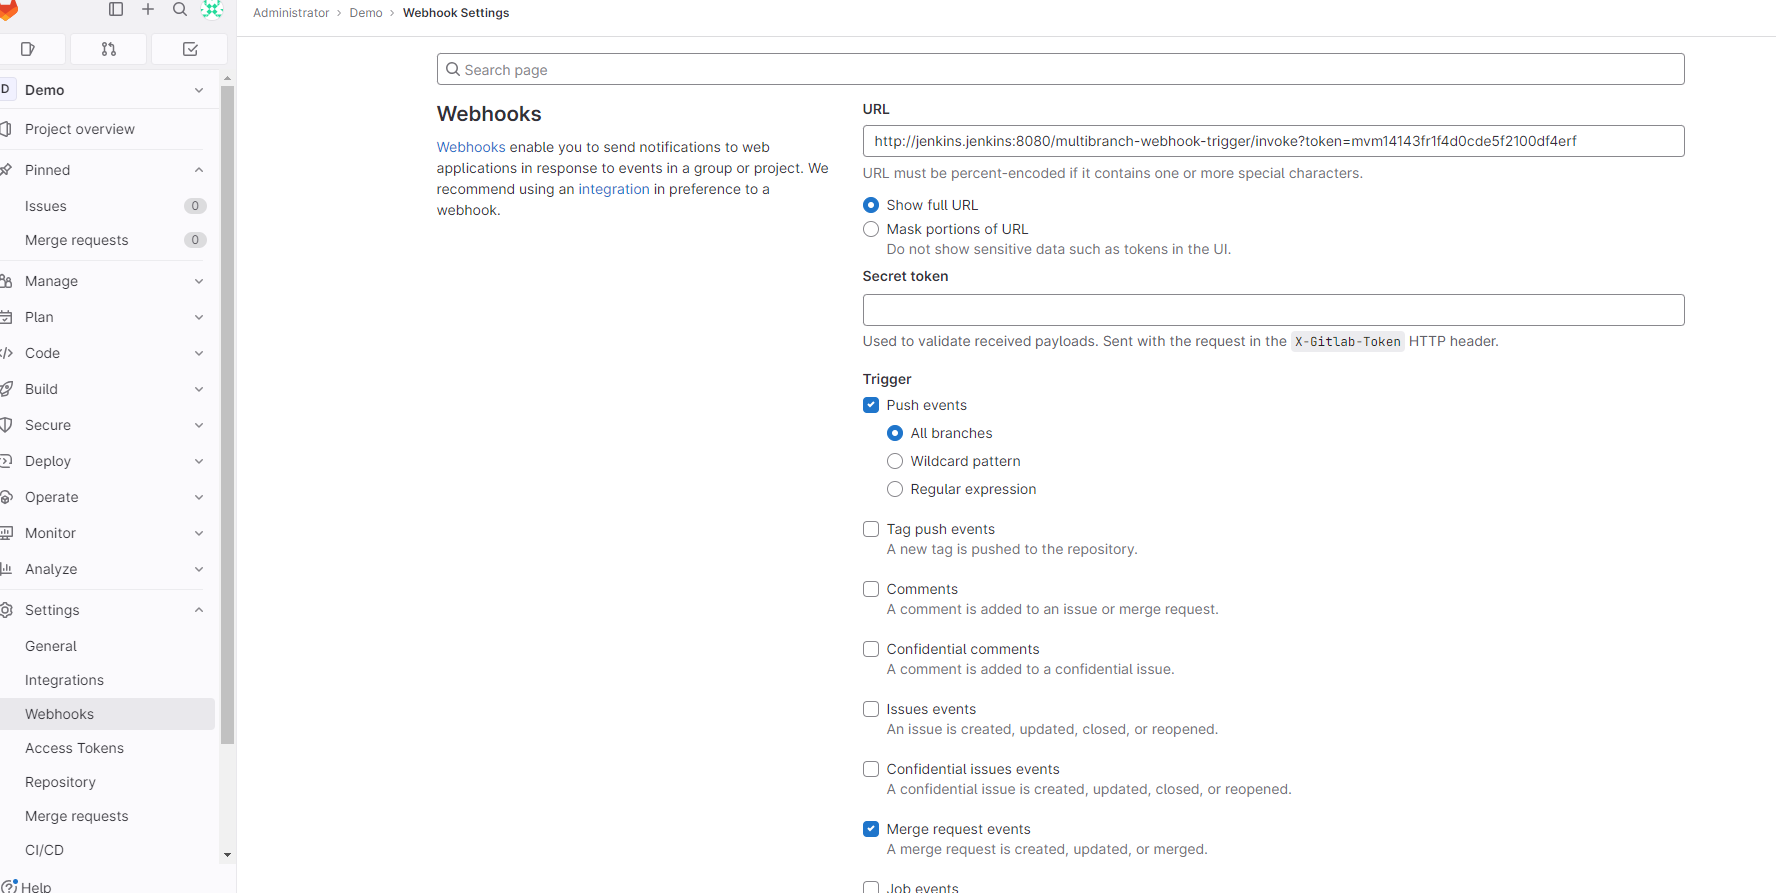 Administrator › Demo › Webhook Settings
D Demo
Project overview
Pinned
Issues 0
Merge requests 0
Manage
Plan
Code
Build
Secure
Deploy
Operate
Monitor
Analyze
Settings
General
Integrations
Webhooks
Access Tokens
Repository
Merge requests
CI/CD
Help
Search page
Webhooks
Webhooks enable you to send notifications to web
applications in response to events in a group or project. We
recommend using an integration in preference to a
webhook.
URL
http://jenkins.jenkins:8080/multibranch-webhook-trigger/invoke?token=mvm14143fr1f4d0cde5f2100df4erf
URL must be percent-encoded if it contains one or more special characters.
Show full URL
Mask portions of URL
Do not show sensitive data such as tokens in the UI.
Secret token
Used to validate received payloads. Sent with the request in the X-Gitlab-Token HTTP header.
Trigger
Push events
All branches
Wildcard pattern
Regular expression
Tag push events
A new tag is pushed to the repository.
Comments
A comment is added to an issue or merge request.
Confidential comments
A comment is added to a confidential issue.
Issues events
An issue is created, updated, closed, or reopened.
Confidential issues events
A confidential issue is created, updated, closed, or reopened.
Merge request events
A merge request is created, updated, or merged.
Job events